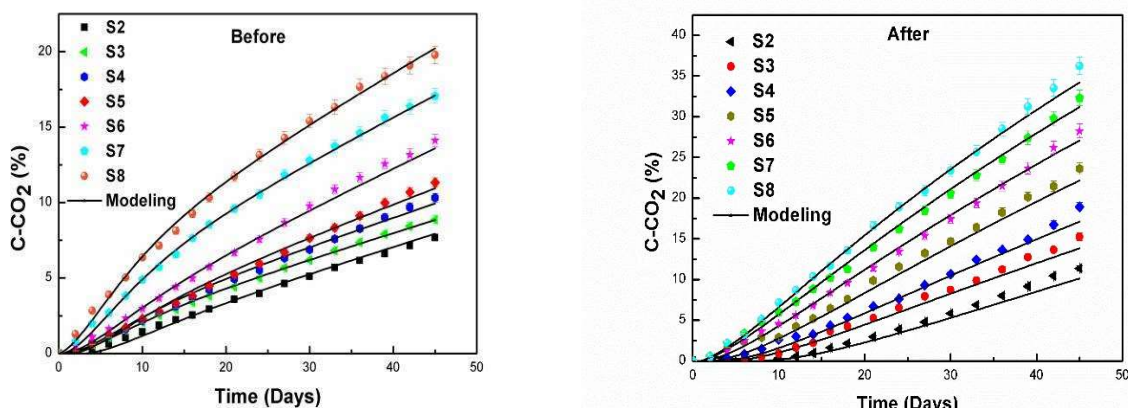 Before
S2
S3
S4
S5
S6
S7
S8
Modeling
C-CO₂ (%)
20
15
10
5
0
0 10 20 30 40 50
Time (Days)
After
S2
S3
S4
S5
S6
S7
S8
Modeling
C-CO₂ (%)
40
35
30
25
20
15
10
5
0
0 10 20 30 40 50
Time (Days)